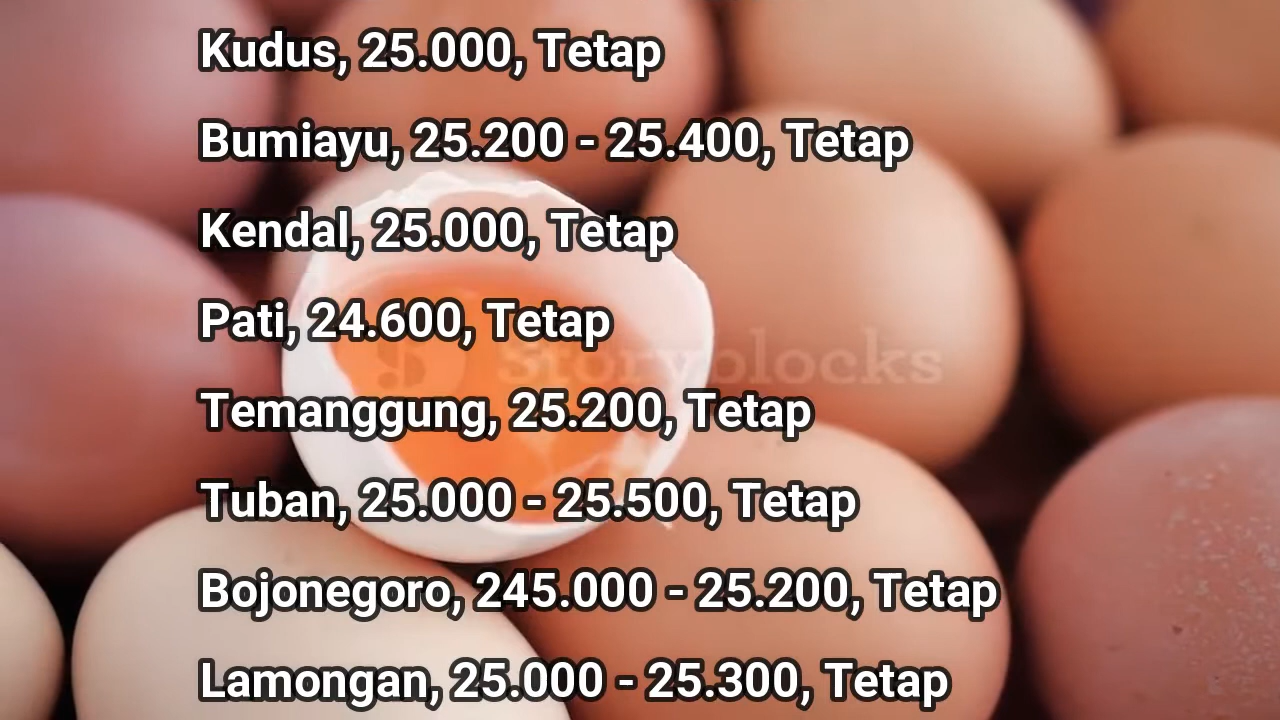 Kudus, 25.000, Tetap
Bumiayu, 25.200 - 25.400, Tetap
Kendal, 25.000, Tetap
Pati, 24.600, Tetap
Storyblocks
Temanggung, 25.200, Tetap
Tuban, 25.000 - 25.500, Tetap
Bojonegoro, 245.000 - 25.200, Tetap
Lamongan, 25.000 - 25.300, Tetap